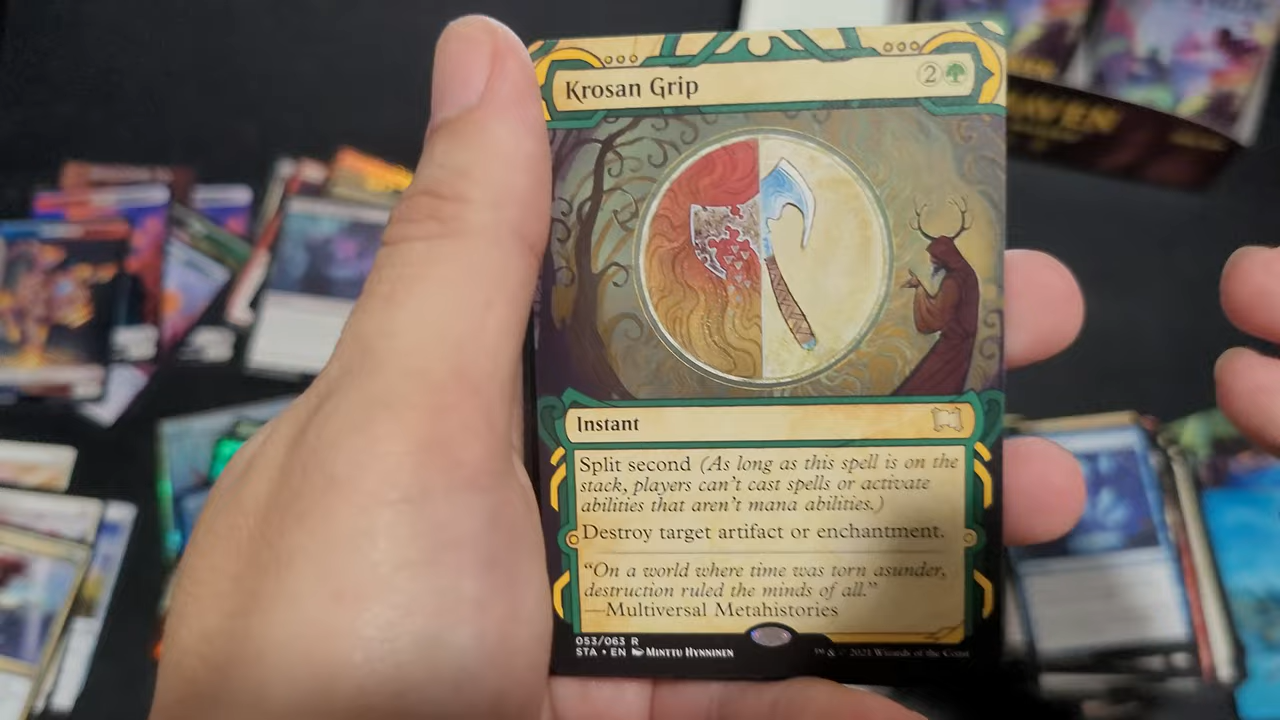 Krosan Grip
2
Instant
Split second (As long as this spell is on the
stack, players can't cast spells or activate
abilities that aren't mana abilities.)
Destroy target artifact or enchantment.
"On a world where time was torn asunder,
destruction ruled the minds of all."
—Multiversal Metahistories
053/063 R
STA • EN Minttu Hynninen
™ & © 2021 Wizards of the Coast